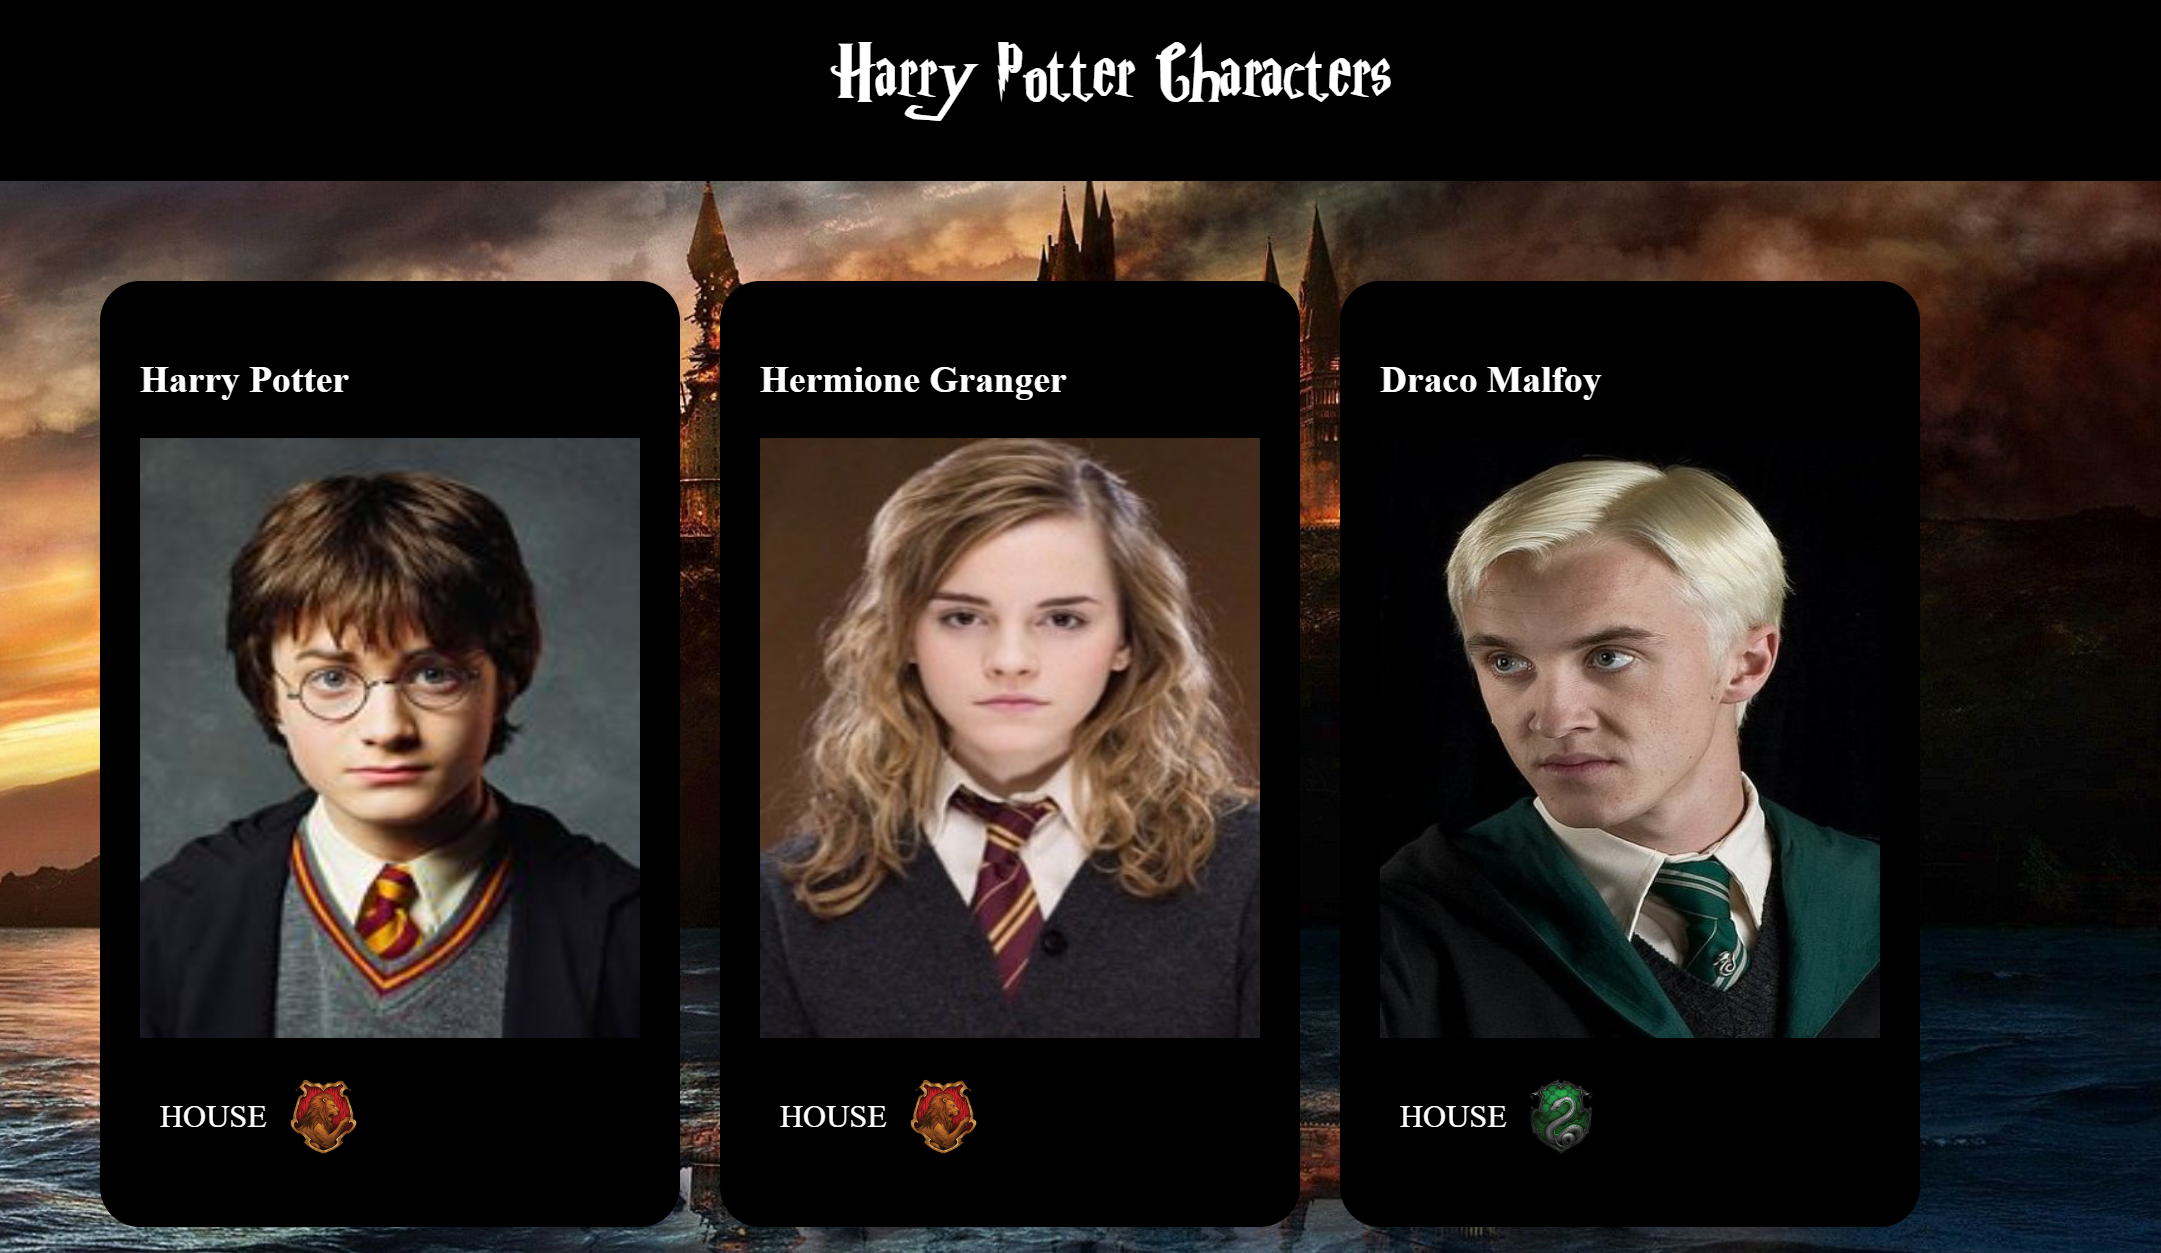 Harry Potter Characters
Harry Potter
Hermione Granger
Draco Malfoy
HOUSE
HOUSE
HOUSE